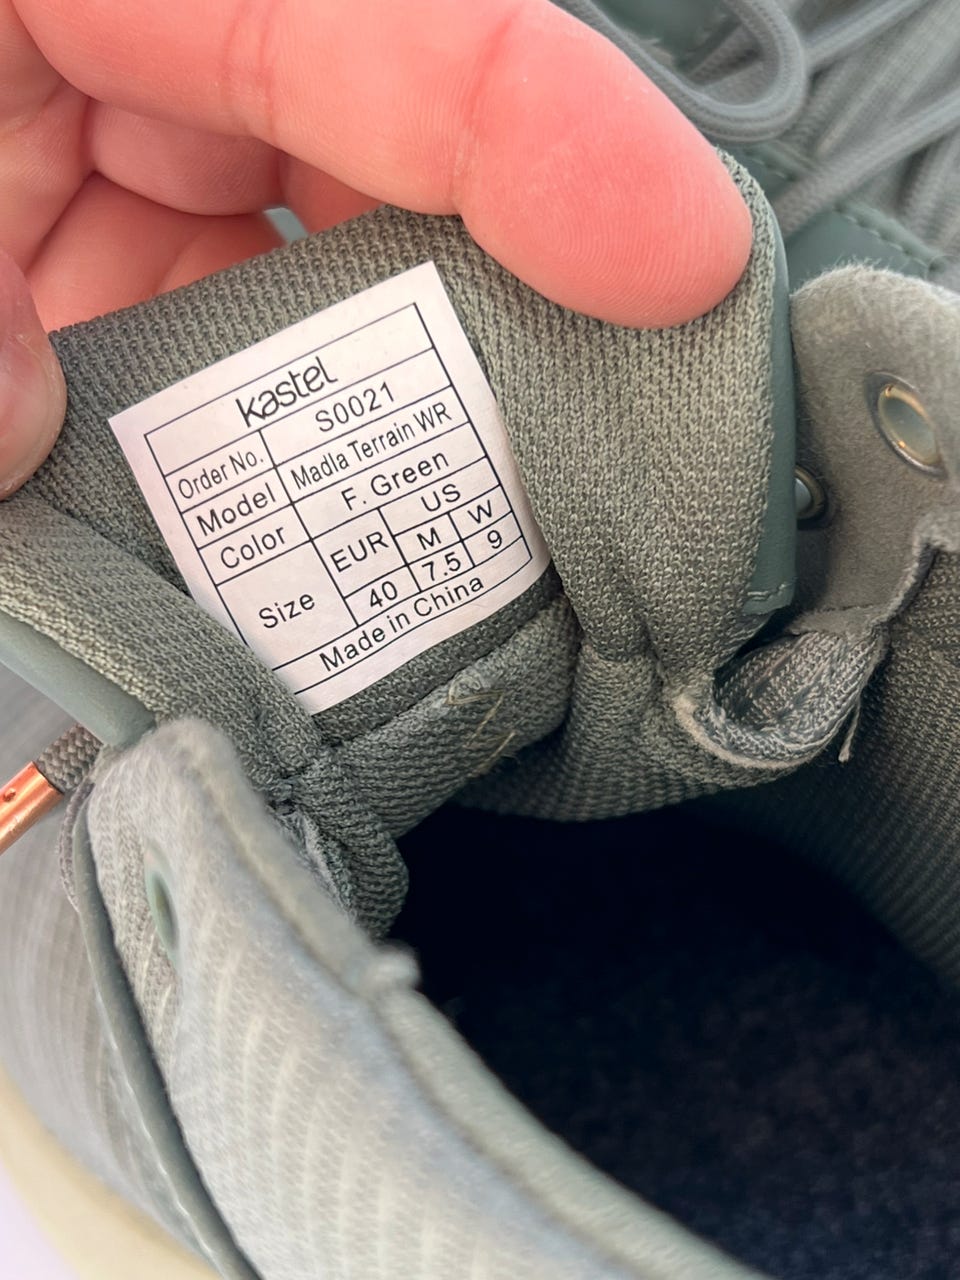 kastel
Order No. S0021
Model Madla Terrain WR
Color F. Green
Size EUR US
M W
40 7.5 9
Made in China